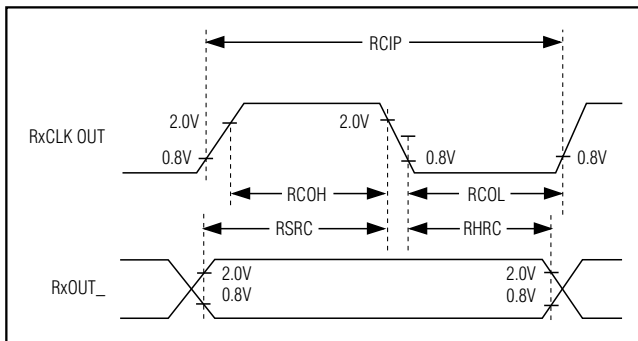 RCIP
2.0V
2.0V
RxCLK OUT
0.8V
0.8V
0.8V
RCOH
RCOL
RSRC
RHRC
2.0V
2.0V
RxOUT_
0.8V
0.8V